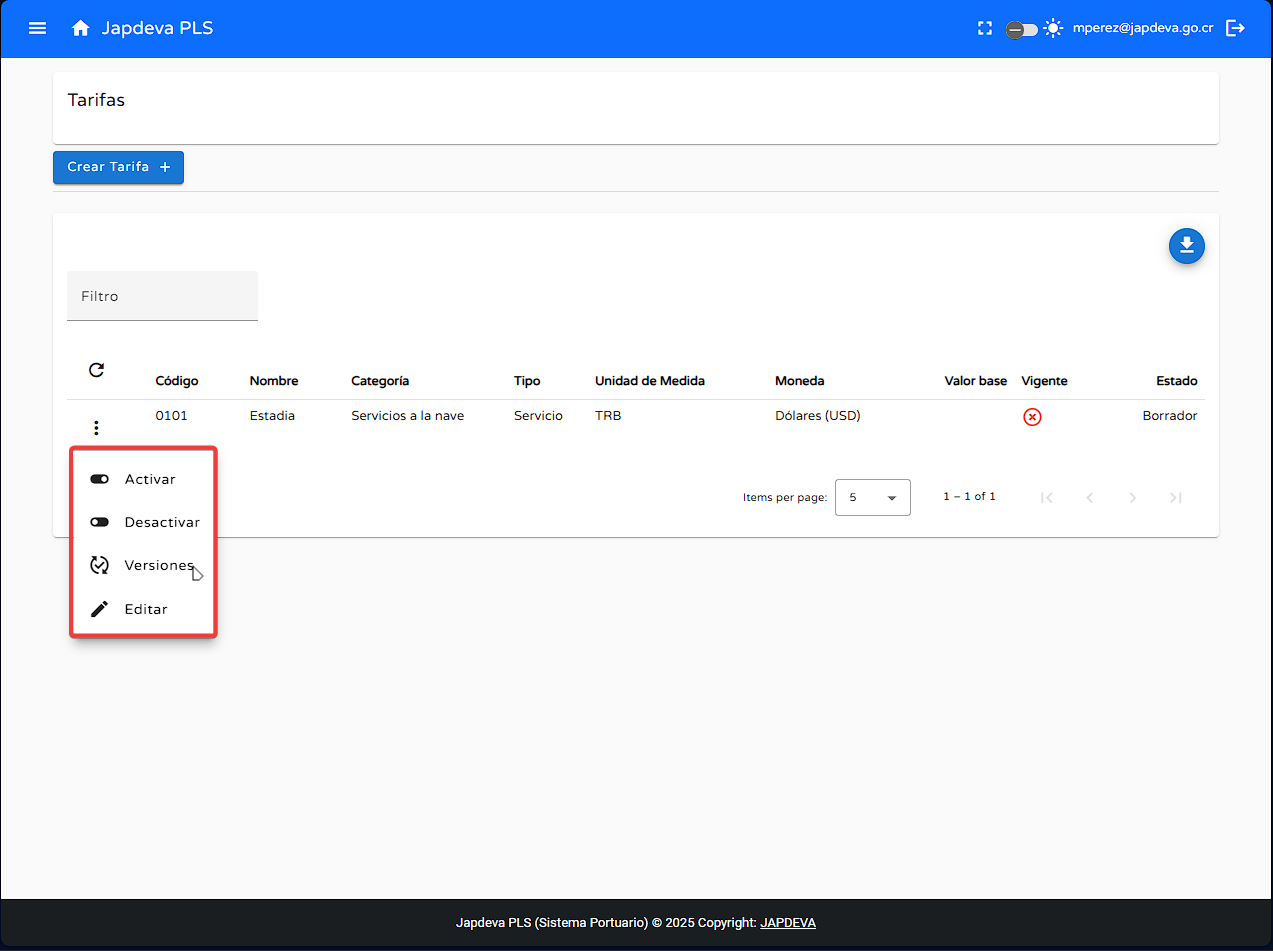 Japdeva PLS
mperez@japdeva.go.cr
Tarifas
Crear Tarifa +
Filtro
Código Nombre Categoría Tipo Unidad de Medida Moneda Valor base Vigente Estado
0101 Estadia Servicios a la nave Servicio TRB Dólares (USD) Borrador
Activar
Desactivar
Versiones
Editar
Items per page: 5 1 – 1 of 1
Japdeva PLS (Sistema Portuario) © 2025 Copyright: JAPDEVA